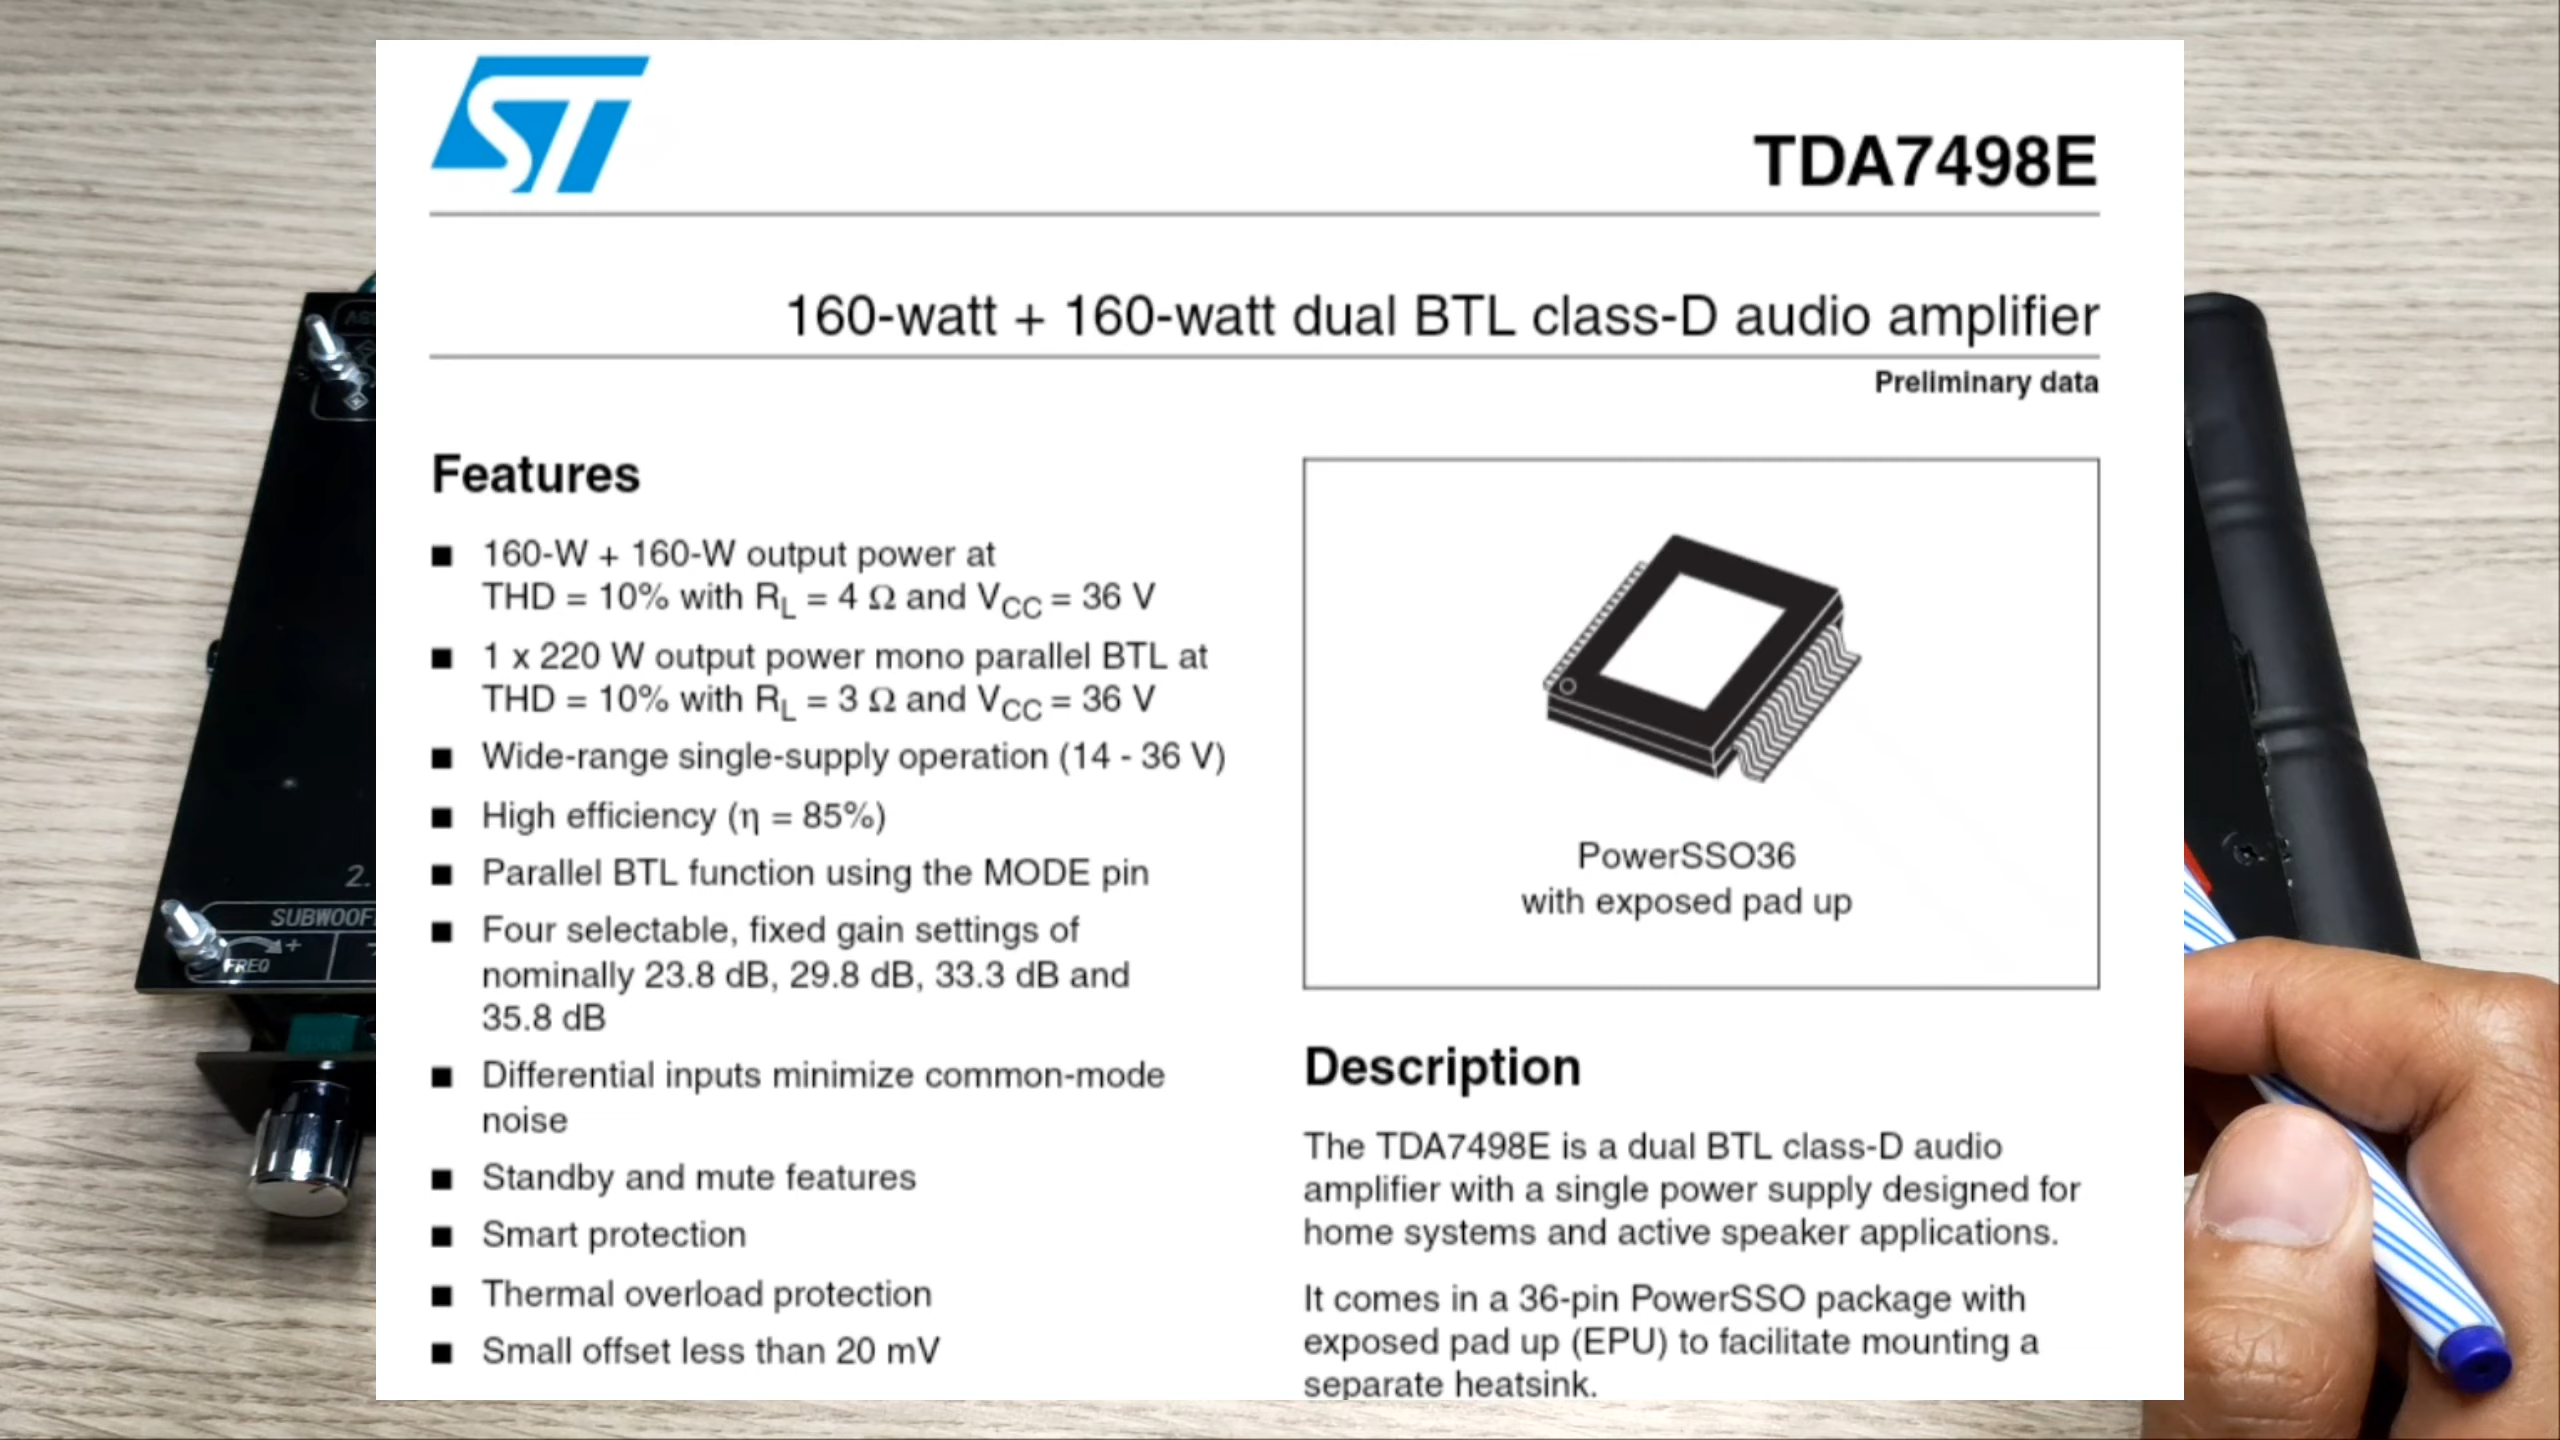 ST
TDA7498E
160-watt + 160-watt dual BTL class-D audio amplifier
Preliminary data
Features
■ 160-W + 160-W output power at
THD = 10% with RL = 4 Ω and VCC = 36 V
■ 1 x 220 W output power mono parallel BTL at
THD = 10% with RL = 3 Ω and VCC = 36 V
■ Wide-range single-supply operation (14 - 36 V)
■ High efficiency (η = 85%)
■ Parallel BTL function using the MODE pin
■ Four selectable, fixed gain settings of
nominally 23.8 dB, 29.8 dB, 33.3 dB and
35.8 dB
■ Differential inputs minimize common-mode
noise
■ Standby and mute features
■ Smart protection
■ Thermal overload protection
■ Small offset less than 20 mV
PowerSSO36
with exposed pad up
Description
The TDA7498E is a dual BTL class-D audio
amplifier with a single power supply designed for
home systems and active speaker applications.
It comes in a 36-pin PowerSSO package with
exposed pad up (EPU) to facilitate mounting a
separate heatsink.
2.
SUBWOOF
+
FREQ